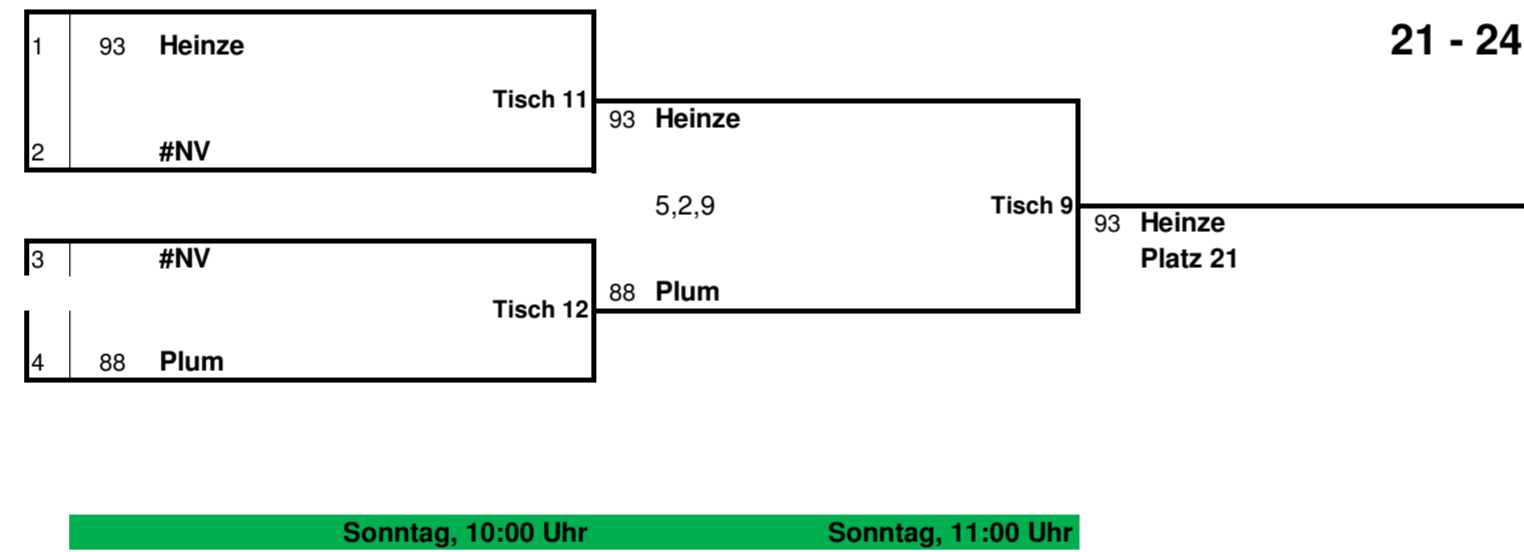 21 - 24
1 93 Heinze
Tisch 11
93 Heinze
2 #NV
5,2,9 Tisch 9
93 Heinze
3 #NV
Platz 21
88 Plum
Tisch 12
4 88 Plum
Sonntag, 10:00 Uhr Sonntag, 11:00 Uhr